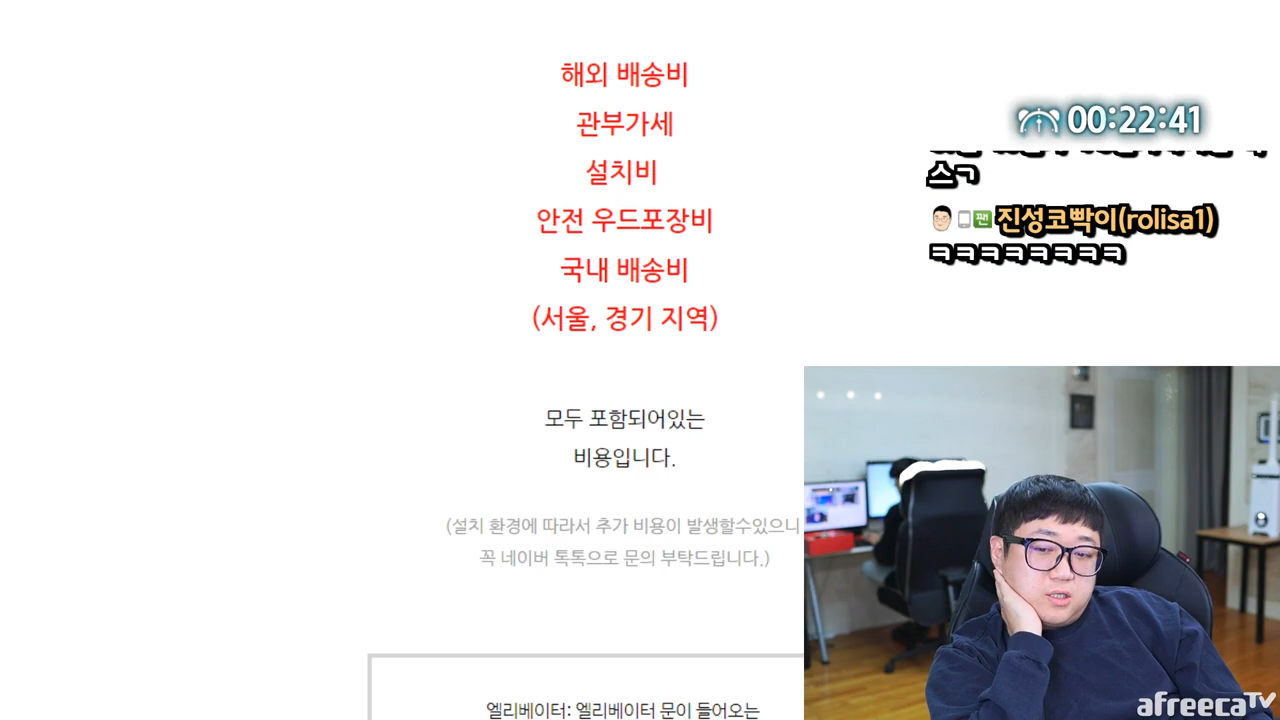 해외 배송비
관부가세
설치비
안전 우드포장비
국내 배송비
(서울, 경기 지역)
모두 포함되어있는
비용입니다.
(설치 환경에 따라서 추가 비용이 발생할수있으니
꼭 네이버 톡톡으로 문의 부탁드립니다.)
엘리베이터: 엘리베이터 문이 들어오는
00:22:41
스ㄱ
팬 진성코빡이(rolisa1)
ㅋㅋㅋㅋㅋㅋㅋㅋ
afreecaTV